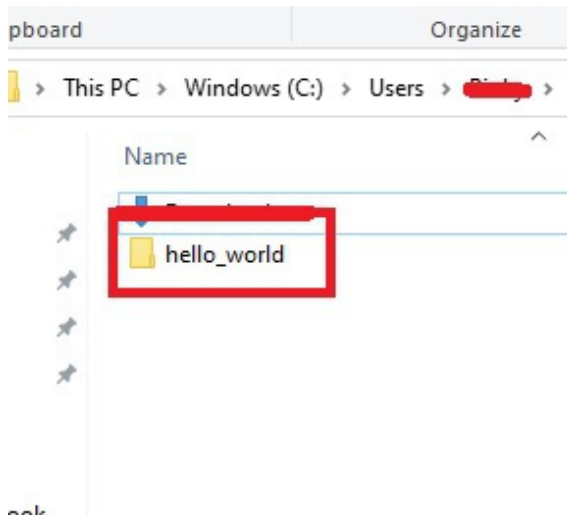 pboard Organize
This PC > Windows (C:) > Users > >
Name
hello_world
ook